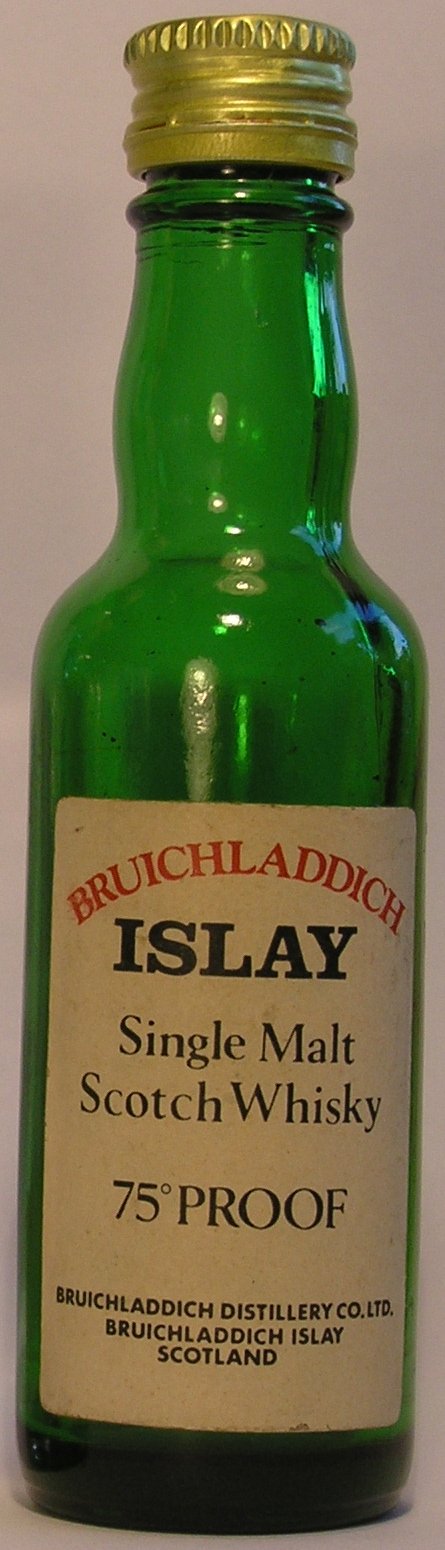 BRUICHLADDICH
ISLAY
Single Malt
Scotch Whisky
75° PROOF
BRUICHLADDICH DISTILLERY CO. LTD.
BRUICHLADDICH ISLAY
SCOTLAND